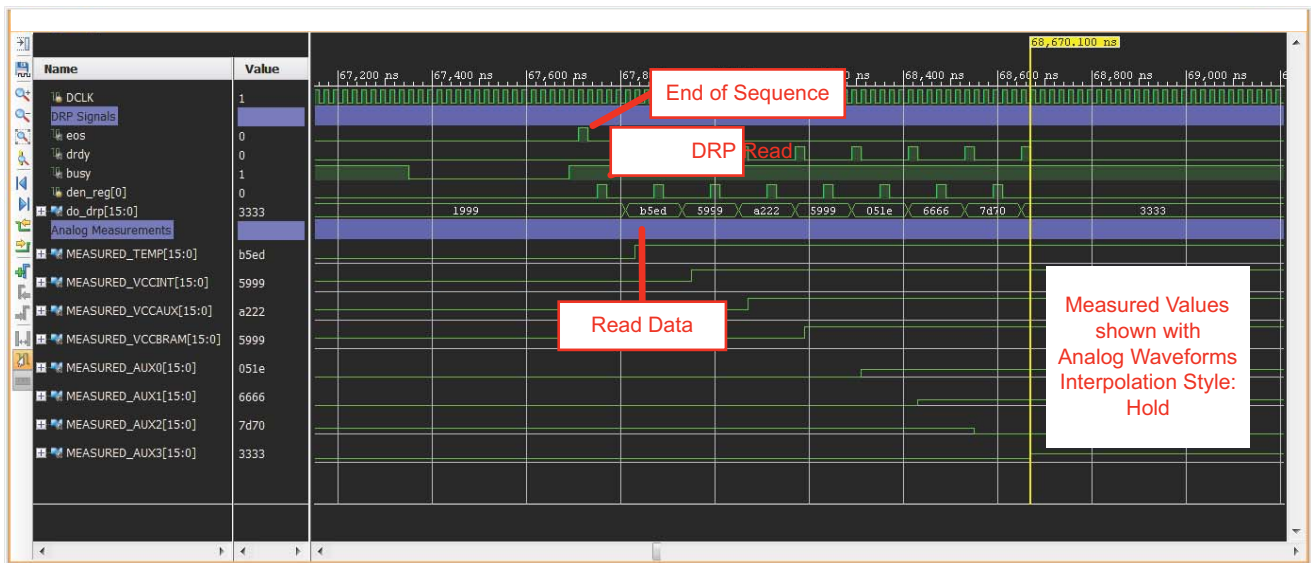 68,670.100 ns
Name Value
67,200 ns 67,400 ns 67,600 ns 67,8 ns 68,400 ns 68,600 ns 68,800 ns 69,000 ns
End of Sequence
DCLK 1
DRP Signals
eos 0
drdy 0
DRP Read
busy 1
den_reg[0] 0
do_drp[15:0] 3333 1999 b5ed 5999 a222 5999 051e 6666 7d70 3333
Analog Measurements
MEASURED_TEMP[15:0] b5ed
MEASURED_VCCINT[15:0] 5999
MEASURED_VCCAUX[15:0] a222
MEASURED_VCCBRAM[15:0] 5999
MEASURED_AUX0[15:0] 051e
MEASURED_AUX1[15:0] 6666
MEASURED_AUX2[15:0] 7d70
MEASURED_AUX3[15:0] 3333
Read Data
Measured Values
shown with
Analog Waveforms
Interpolation Style:
Hold